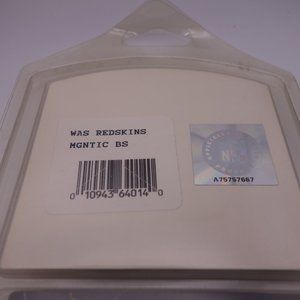 WAS REDSKINS
MGNTIC BS
0 10943 64014 0
A75757667